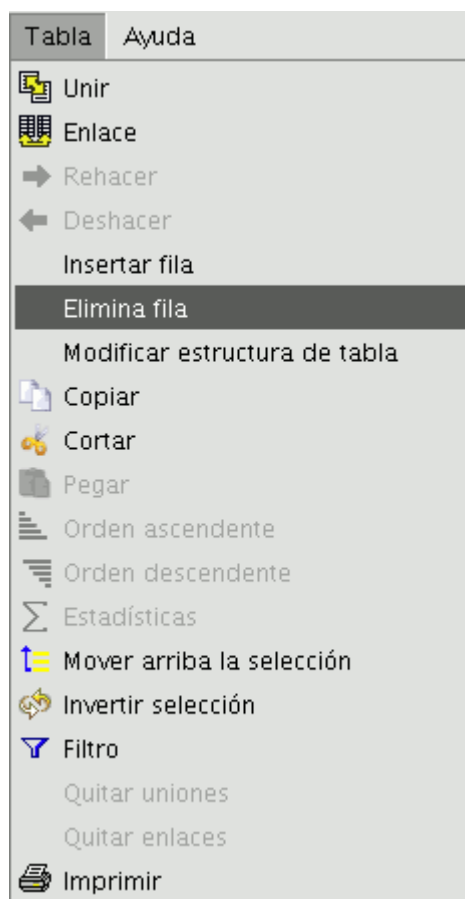 Tabla Ayuda
Unir
Enlace
Rehacer
Deshacer
Insertar fila
Elimina fila
Modificar estructura de tabla
Copiar
Cortar
Pegar
Orden ascendente
Orden descendente
Estadísticas
Mover arriba la selección
Invertir selección
Filtro
Quitar uniones
Quitar enlaces
Imprimir